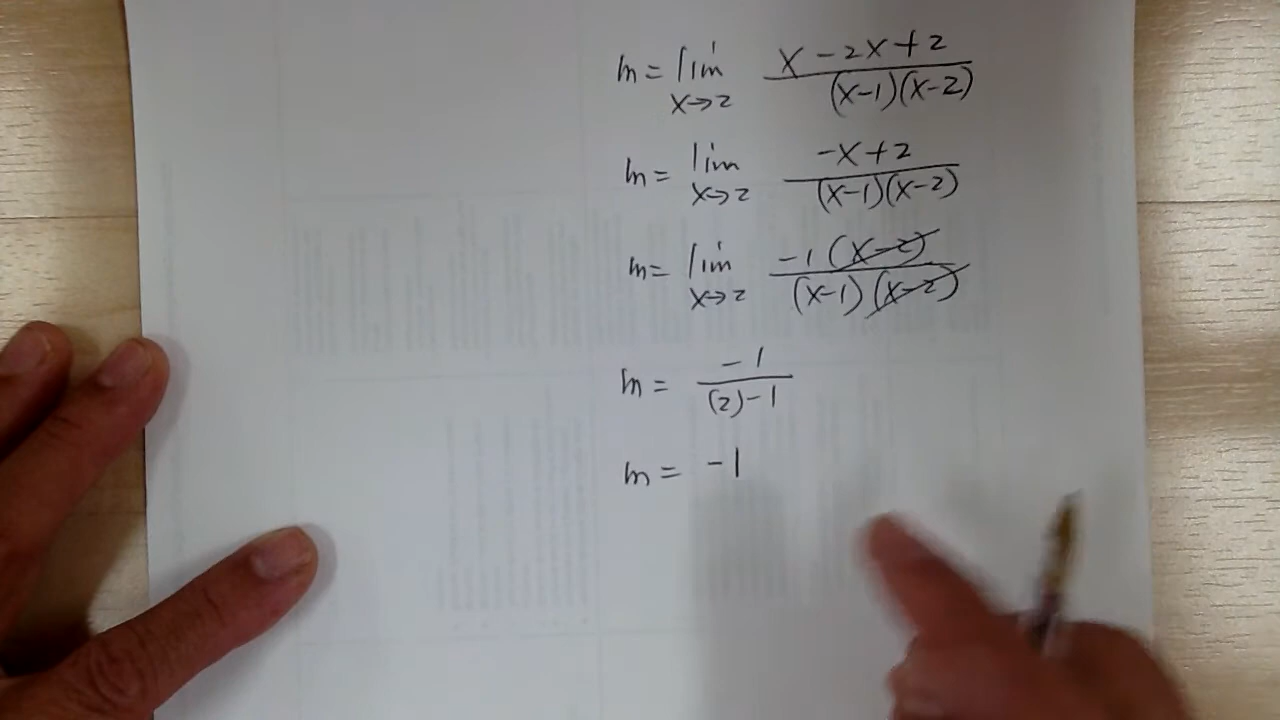 m = lim x→2 (x - 2x + 2)/((x-1)(x-2))
m = lim x→2 (-x + 2)/((x-1)(x-2))
m = lim x→2 (-1(x-2))/((x-1)(x-2))
m = -1/((2)-1)
m = -1